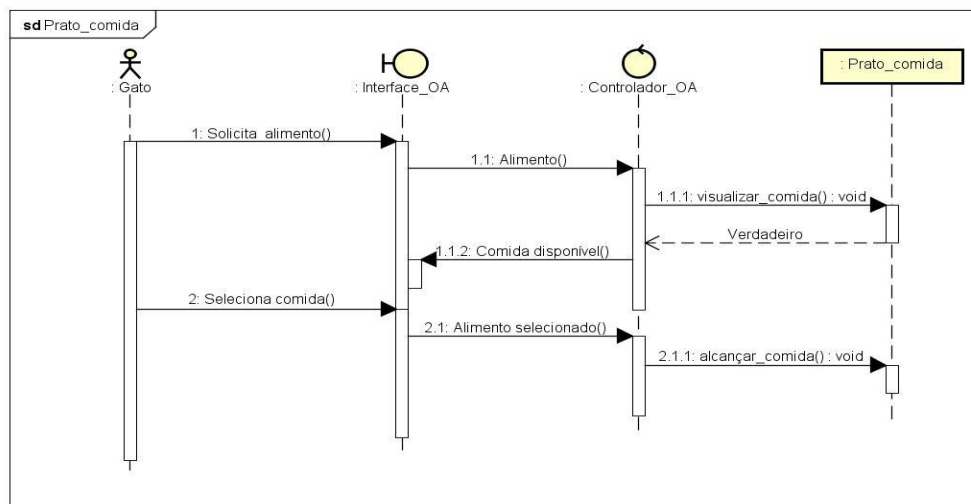 sd Prato_comida
: Gato
: Interface_OA
: Controlador_OA
: Prato_comida
1: Solicita alimento()
1.1: Alimento()
1.1.1: visualizar_comida() : void
Verdadeiro
1.1.2: Comida disponível()
2: Seleciona comida()
2.1: Alimento selecionado()
2.1.1: alcançar_comida() : void